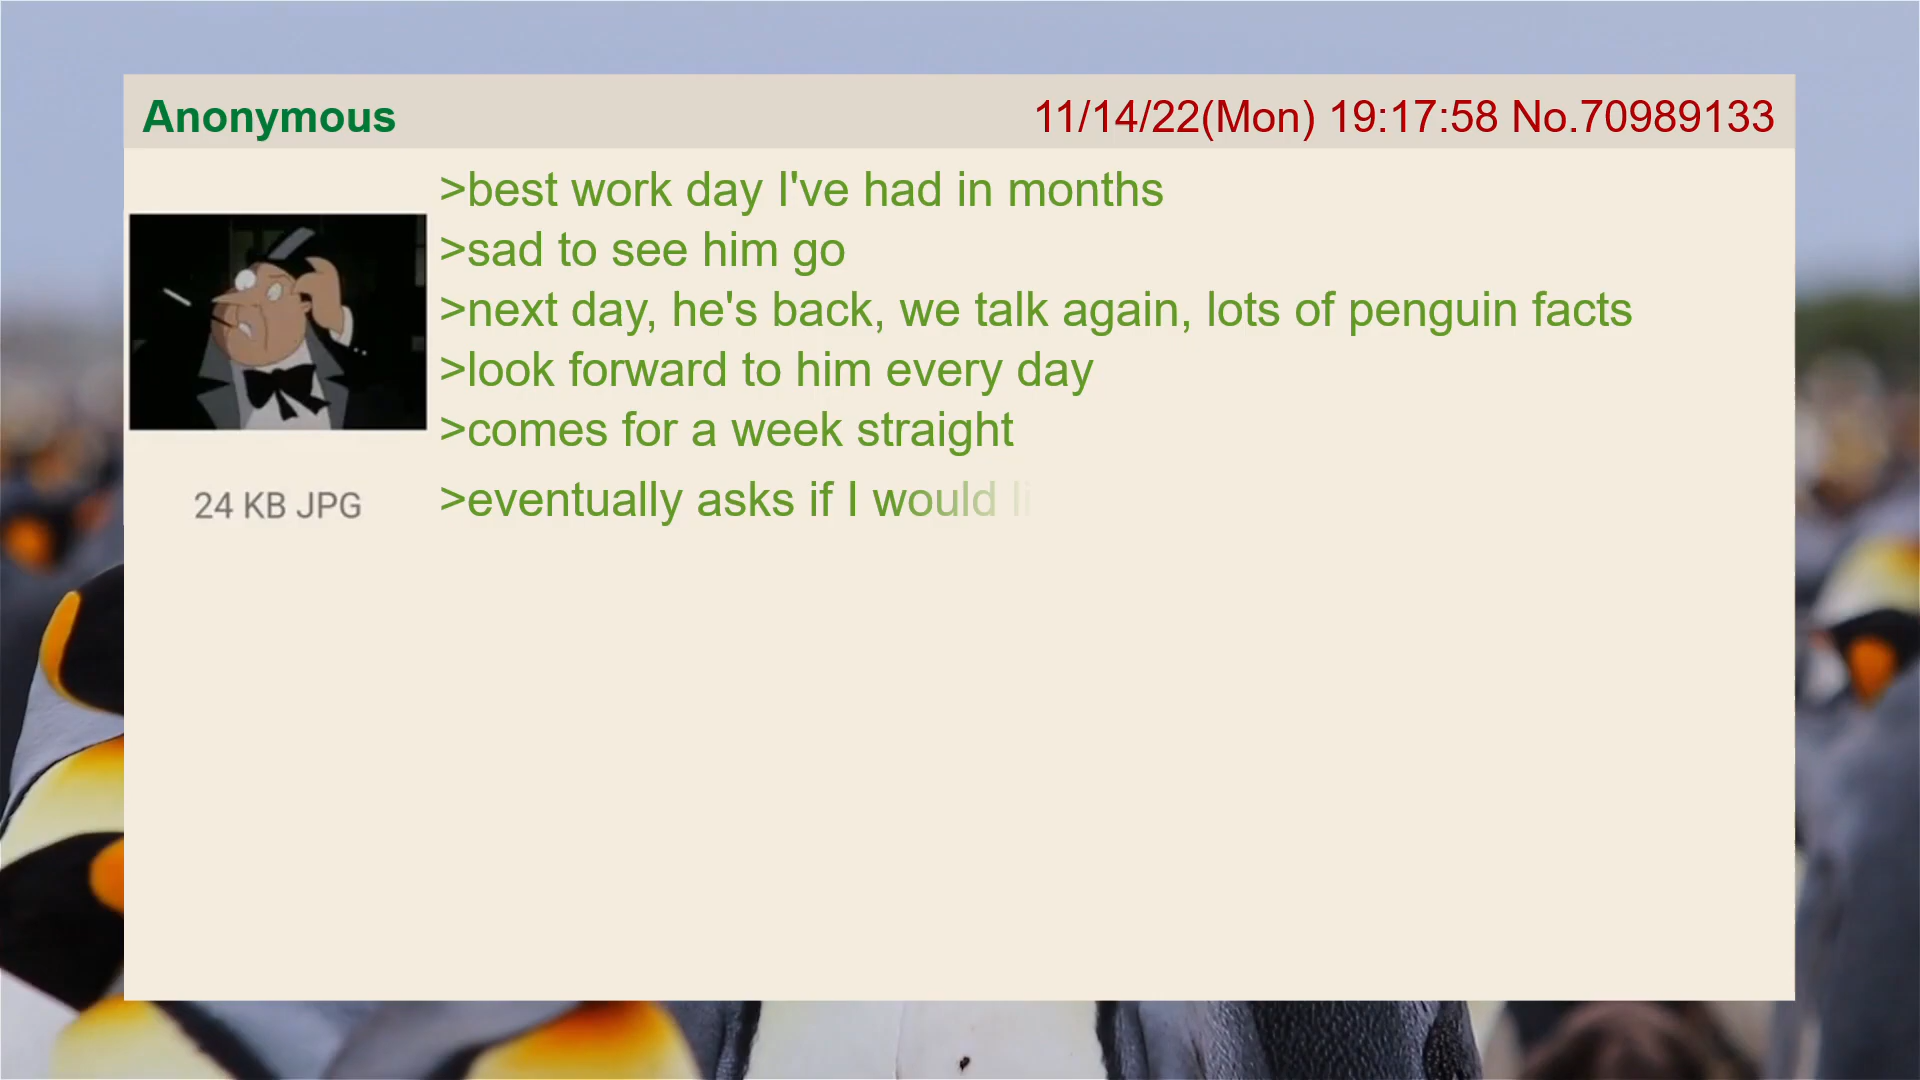 Anonymous 11/14/22(Mon) 19:17:58 No.70989133
>best work day I've had in months
>sad to see him go
>next day, he's back, we talk again, lots of penguin facts
>look forward to him every day
>comes for a week straight
>eventually asks if I would
24 KB JPG